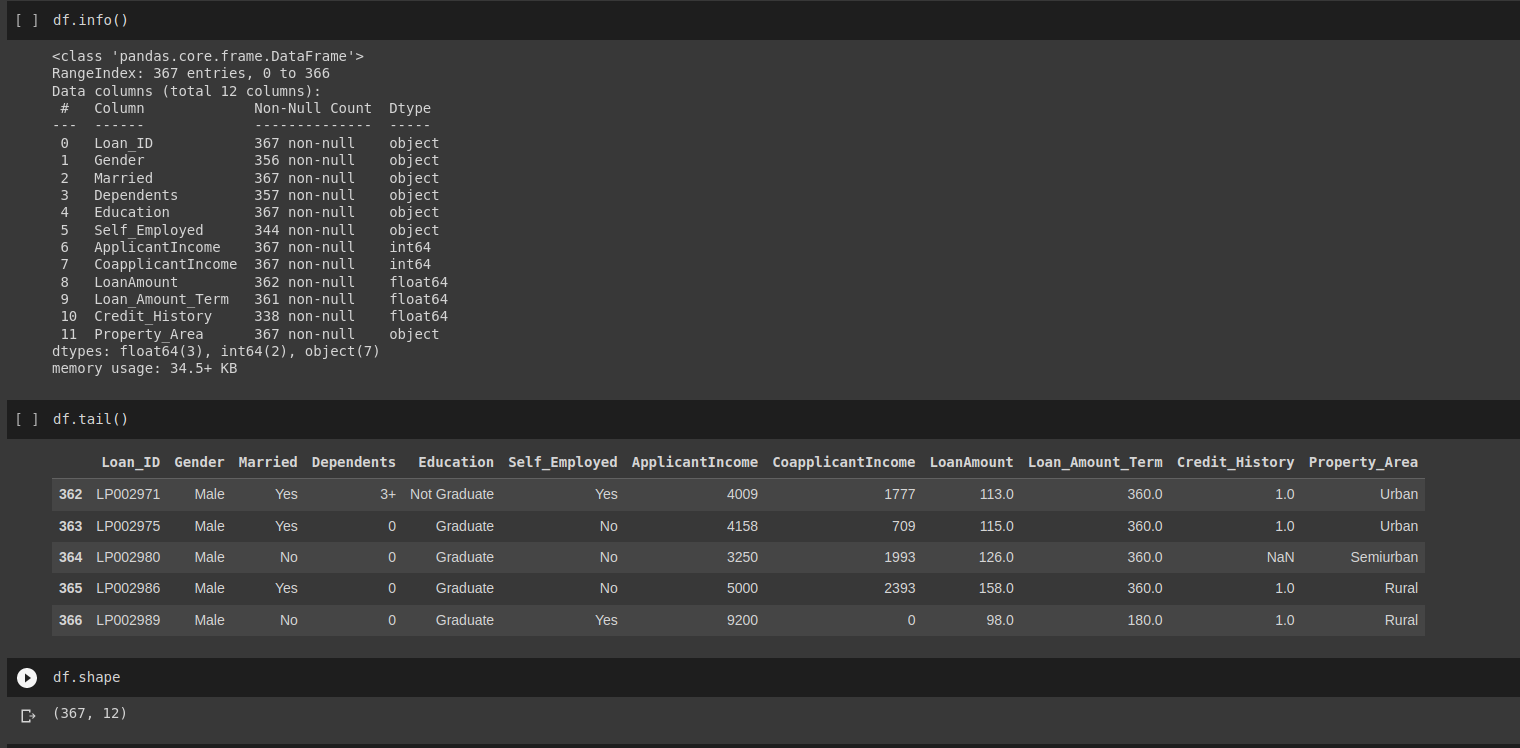 [ ] df.info()
<class 'pandas.core.frame.DataFrame'>
RangeIndex: 367 entries, 0 to 366
Data columns (total 12 columns):
 #   Column             Non-Null Count  Dtype
---  ------             --------------  -----
 0   Loan_ID            367 non-null    object
 1   Gender             356 non-null    object
 2   Married            367 non-null    object
 3   Dependents         357 non-null    object
 4   Education          367 non-null    object
 5   Self_Employed      344 non-null    object
 6   ApplicantIncome    367 non-null    int64
 7   CoapplicantIncome  367 non-null    int64
 8   LoanAmount         362 non-null    float64
 9   Loan_Amount_Term   361 non-null    float64
 10  Credit_History     338 non-null    float64
 11  Property_Area      367 non-null    object
dtypes: float64(3), int64(2), object(7)
memory usage: 34.5+ KB
[ ] df.tail()
Loan_ID Gender Married Dependents Education Self_Employed ApplicantIncome CoapplicantIncome LoanAmount Loan_Amount_Term Credit_History Property_Area
362 LP002971 Male Yes 3+ Not Graduate Yes 4009 1777 113.0 360.0 1.0 Urban
363 LP002975 Male Yes 0 Graduate No 4158 709 115.0 360.0 1.0 Urban
364 LP002980 Male No 0 Graduate No 3250 1993 126.0 360.0 NaN Semiurban
365 LP002986 Male Yes 0 Graduate No 5000 2393 158.0 360.0 1.0 Rural
366 LP002989 Male No 0 Graduate Yes 9200 0 98.0 180.0 1.0 Rural
df.shape
(367, 12)